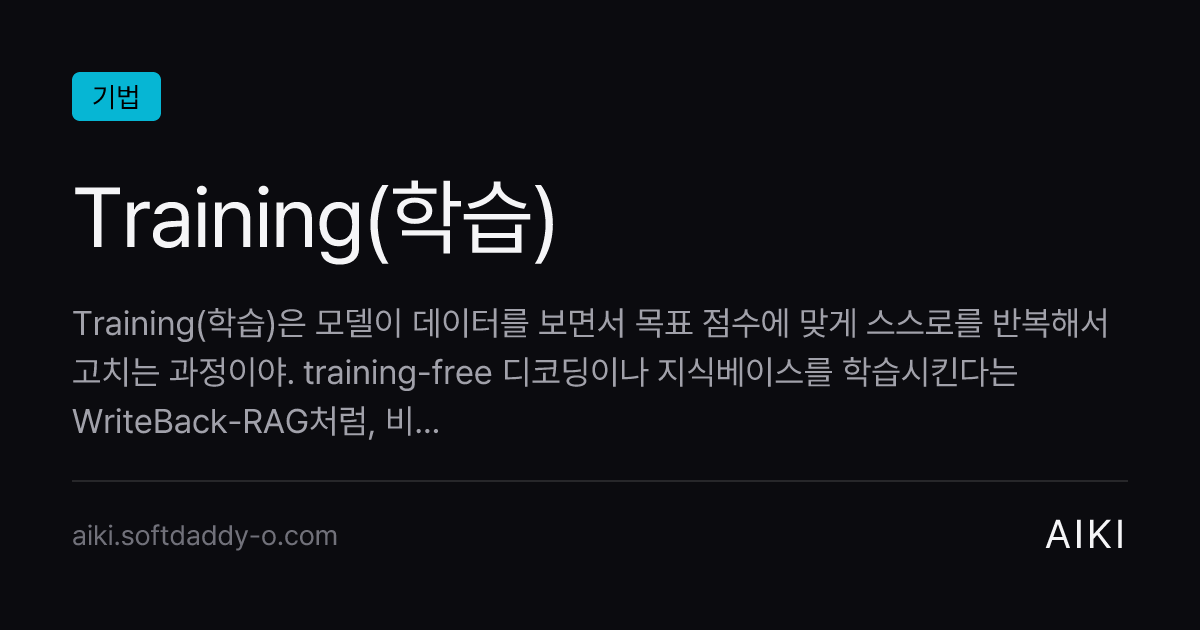 기법
Training(학습)
Training(학습)은 모델이 데이터를 보면서 목표 점수에 맞게 스스로를 반복해서
고치는 과정이야. training-free 디코딩이나 지식베이스를 학습시킨다는
WriteBack-RAG처럼, 비...
aiki.softdaddy-o.com
AIKI